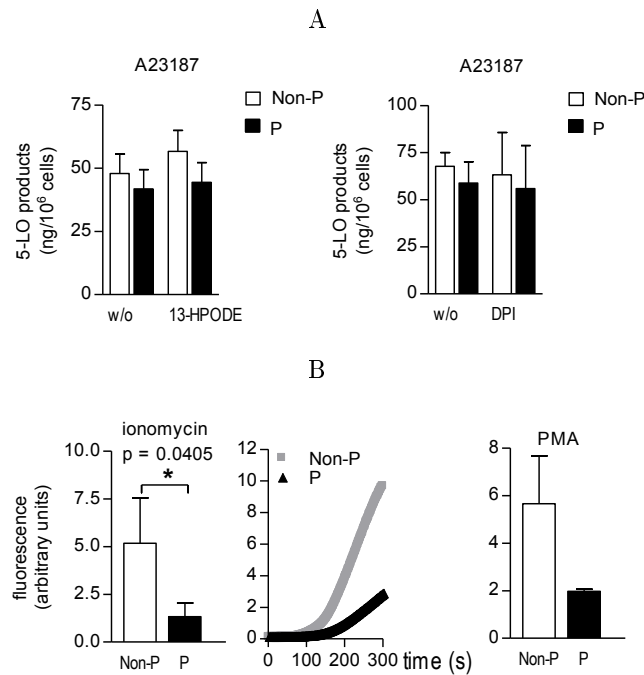 A
A23187
Non-P
P
75
50
25
0
5-LO products
(ng/10⁶ cells)
w/o 13-HPODE
A23187
Non-P
P
100
75
50
25
0
5-LO products
(ng/10⁶ cells)
w/o DPI
B
ionomycin
p = 0.0405
*
10.0
7.5
5.0
2.5
0.0
fluorescence
(arbitrary units)
Non-P P
Non-P
P
12
10
8
6
4
2
0
0 100 200 300 time (s)
PMA
8
6
4
2
0
Non-P P